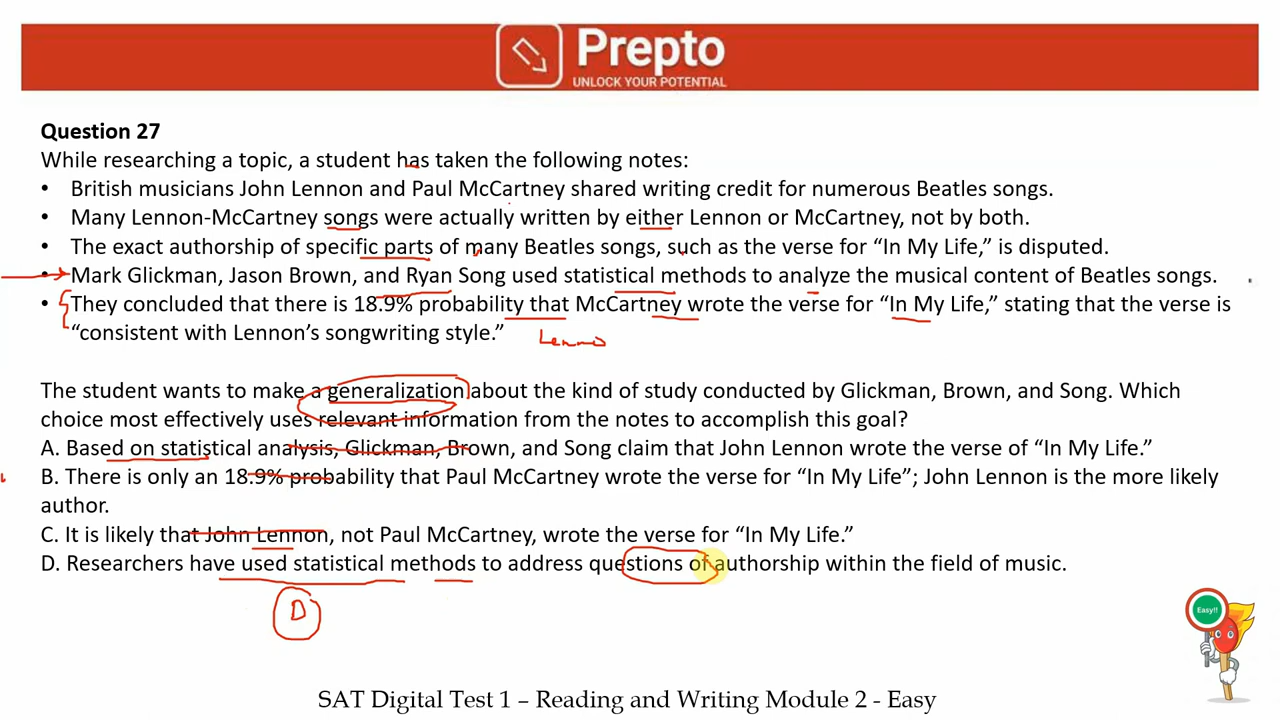 Prepto
UNLOCK YOUR POTENTIAL
Question 27
While researching a topic, a student has taken the following notes:
• British musicians John Lennon and Paul McCartney shared writing credit for numerous Beatles songs.
• Many Lennon-McCartney songs were actually written by either Lennon or McCartney, not by both.
• The exact authorship of specific parts of many Beatles songs, such as the verse for “In My Life,” is disputed.
• Mark Glickman, Jason Brown, and Ryan Song used statistical methods to analyze the musical content of Beatles songs.
• They concluded that there is 18.9% probability that McCartney wrote the verse for “In My Life,” stating that the verse is
“consistent with Lennon’s songwriting style.”
The student wants to make a generalization about the kind of study conducted by Glickman, Brown, and Song. Which
choice most effectively uses relevant information from the notes to accomplish this goal?
A. Based on statistical analysis, Glickman, Brown, and Song claim that John Lennon wrote the verse of “In My Life.”
B. There is only an 18.9% probability that Paul McCartney wrote the verse for “In My Life”; John Lennon is the more likely
author.
C. It is likely that John Lennon, not Paul McCartney, wrote the verse for “In My Life.”
D. Researchers have used statistical methods to address questions of authorship within the field of music.
D
Easy!!
SAT Digital Test 1 – Reading and Writing Module 2 - Easy